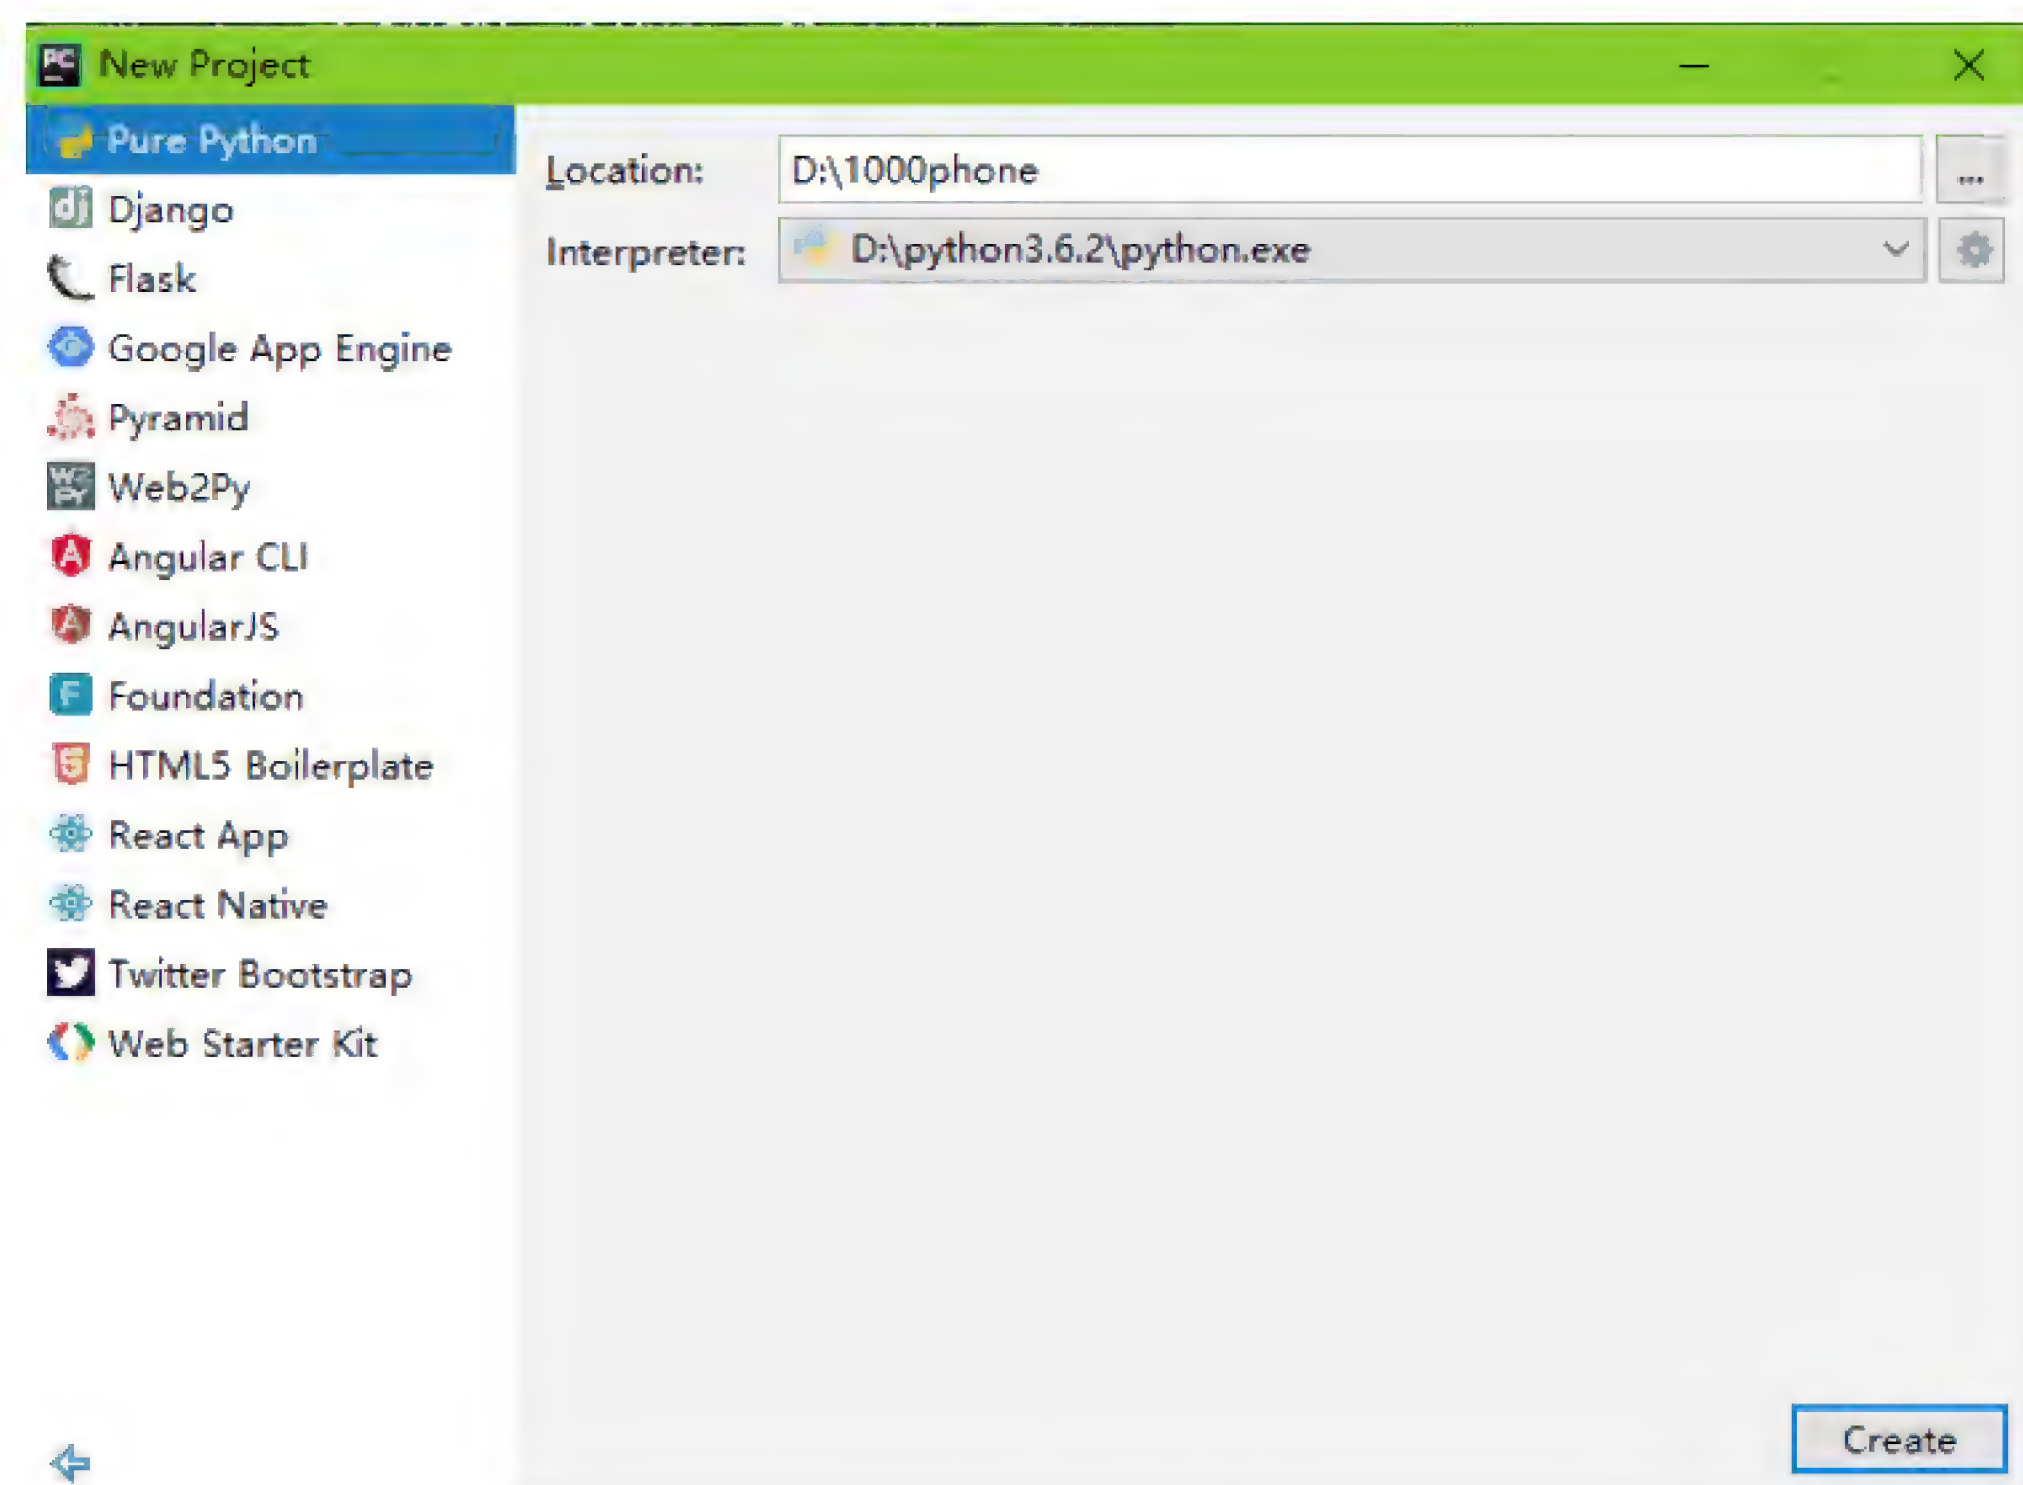 New Project
Pure Python
Django
Flask
Google App Engine
Pyramid
Web2Py
Angular CLI
AngularJS
Foundation
HTML5 Boilerplate
React App
React Native
Twitter Bootstrap
Web Starter Kit
Location: D:\1000phone ...
Interpreter: D:\python3.6.2\python.exe
Create